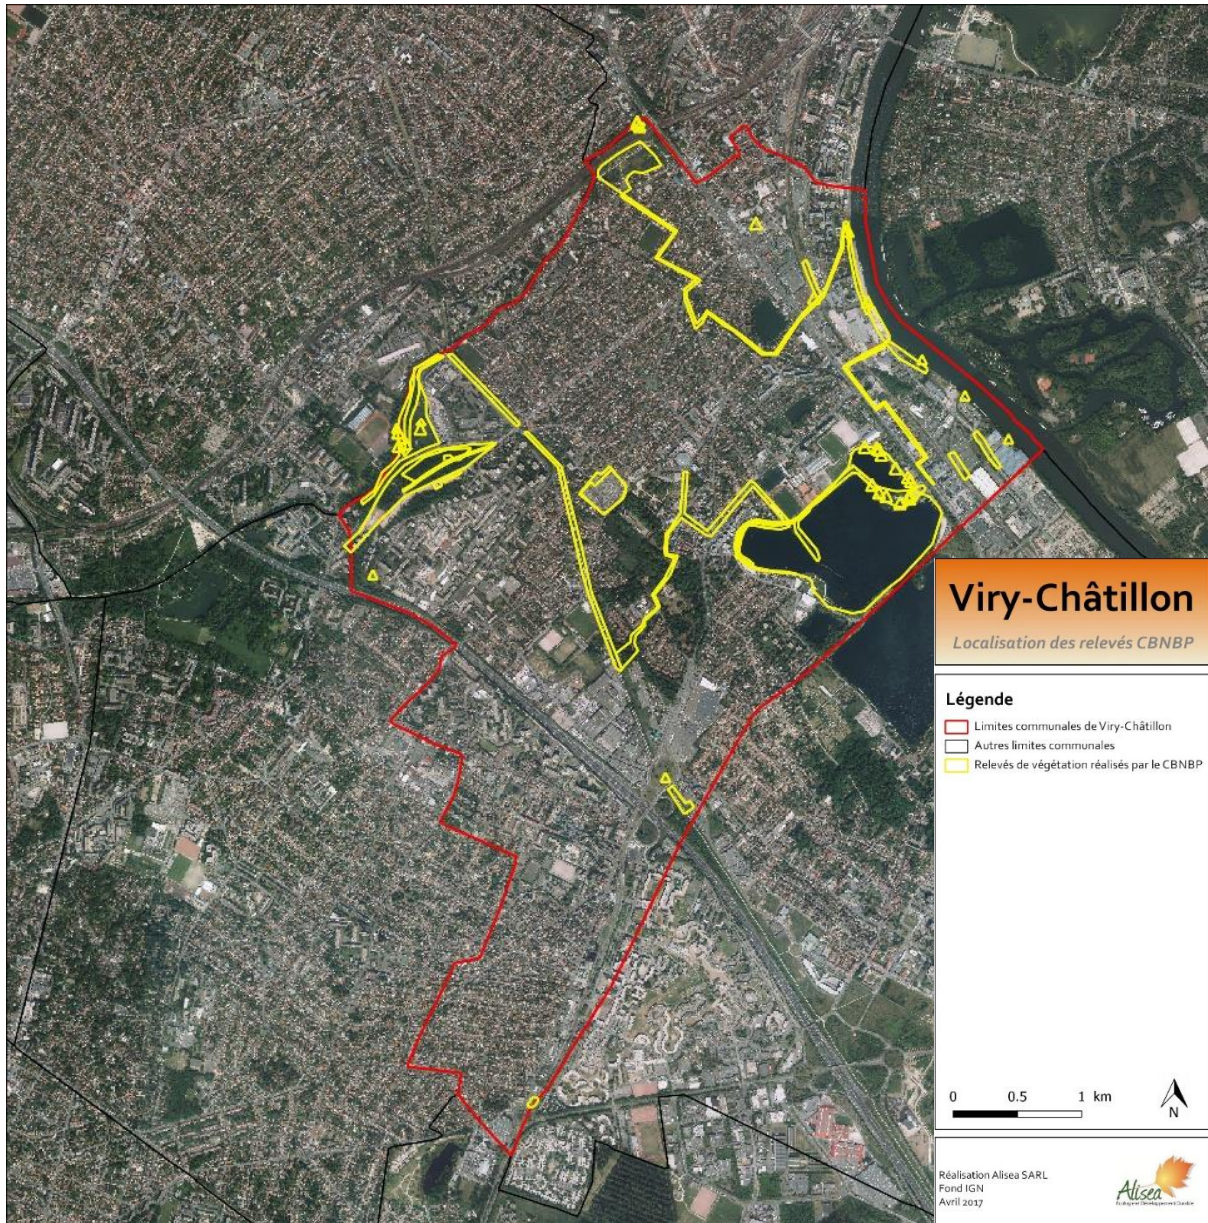 Viry-Châtillon
Localisation des relevés CBNBP
Légende
Limites communales de Viry-Châtillon
Autres limites communales
Relevés de végétation réalisés par le CBNBP
0 0.5 1 km
N
Réalisation Alisea SARL
Fond IGN
Avril 2017
Alisea